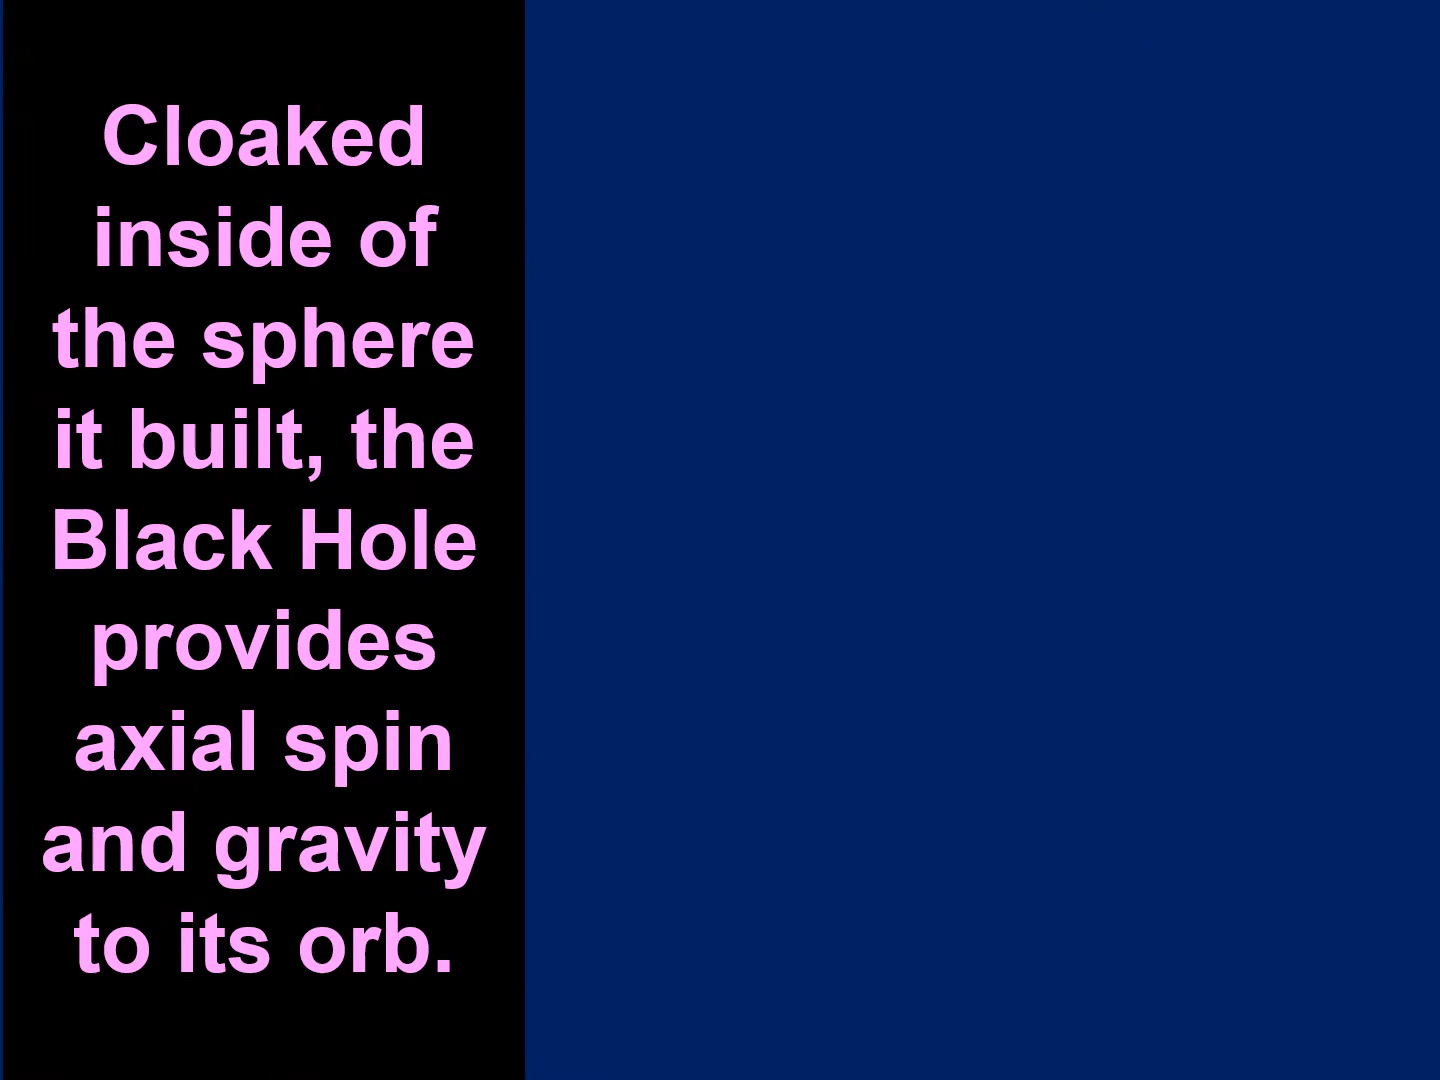 Cloaked
inside of
the sphere
it built, the
Black Hole
provides
axial spin
and gravity
to its orb.